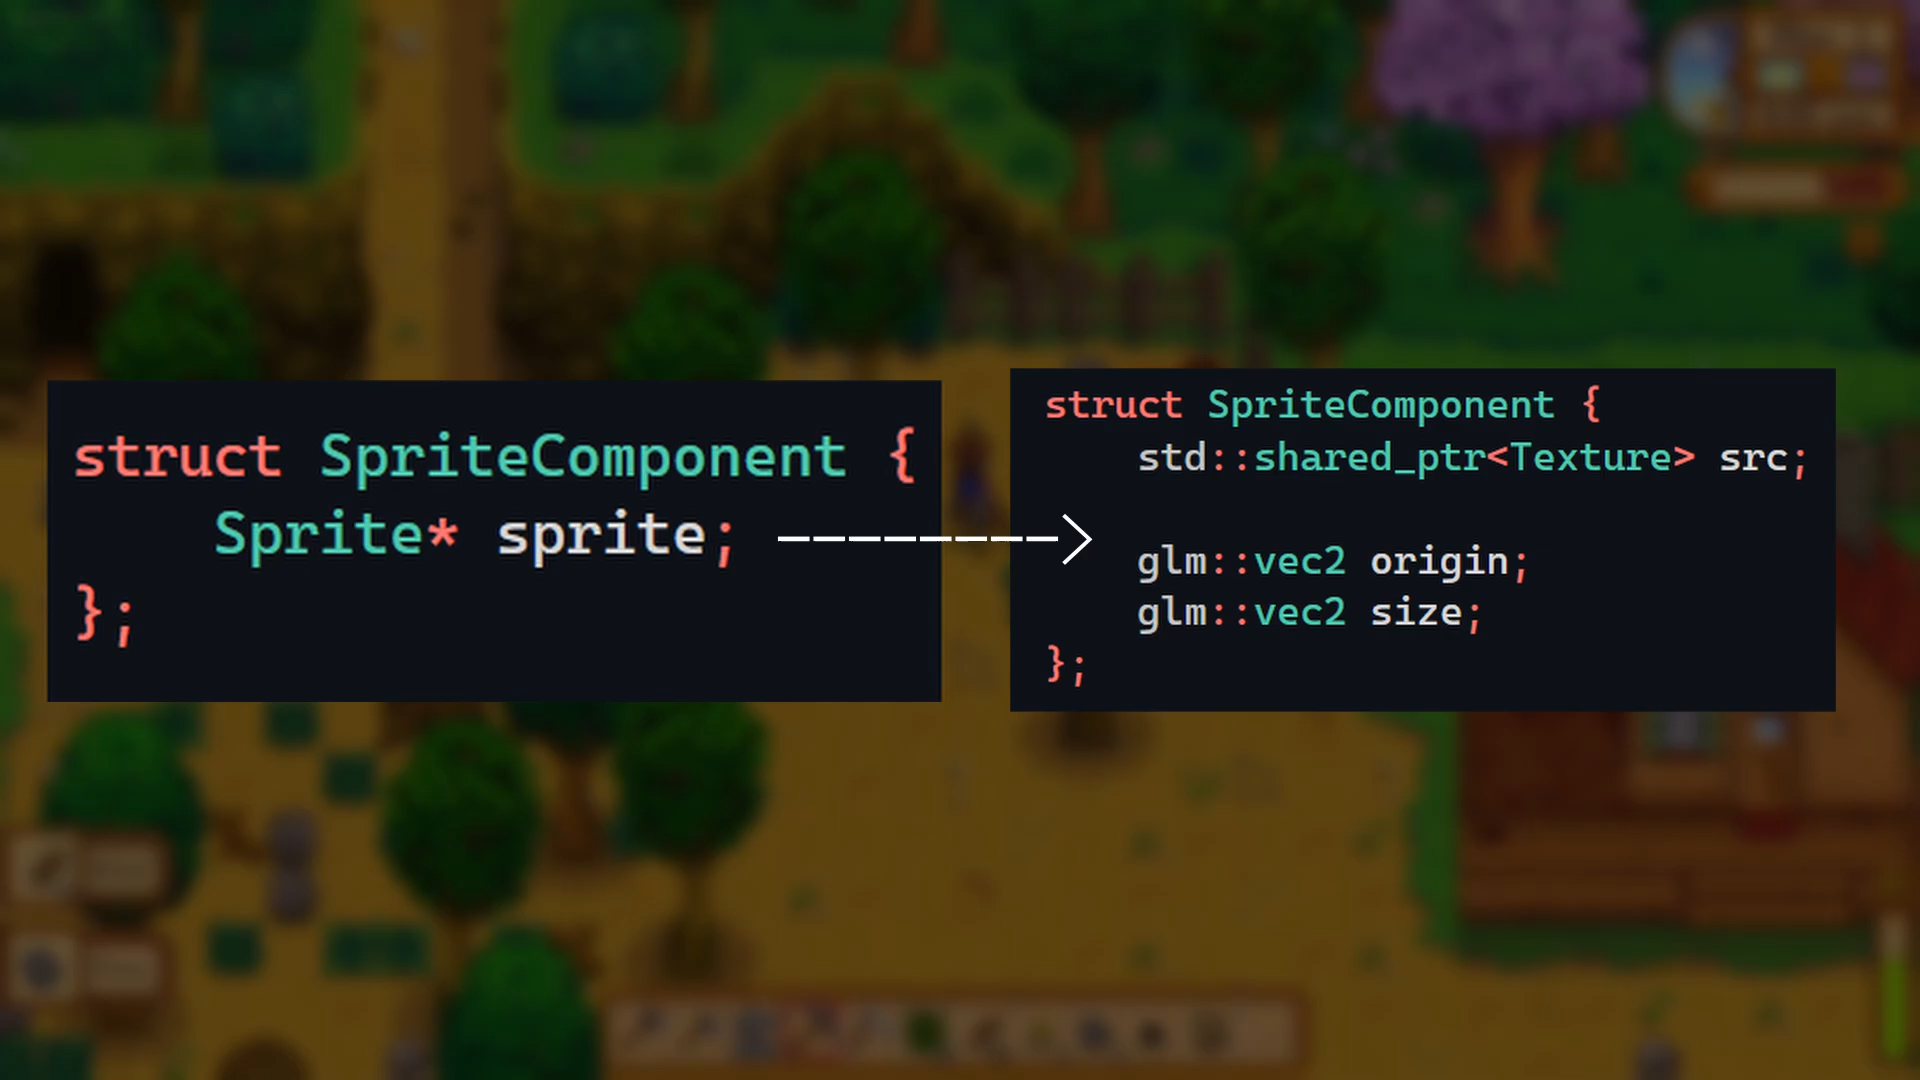 struct SpriteComponent {
Sprite* sprite;
};
struct SpriteComponent {
std::shared_ptr<Texture> src;
glm::vec2 origin;
glm::vec2 size;
};